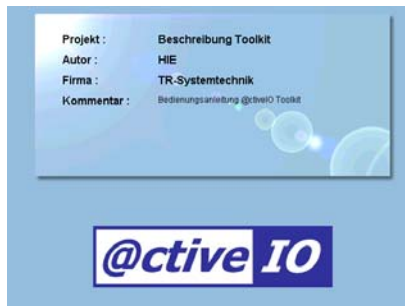 Projekt : Beschreibung Toolkit
Autor : HIE
Firma : TR-Systemtechnik
Kommentar : Bedienungsanleitung @ctiveIO Toolkit
@ctive IO